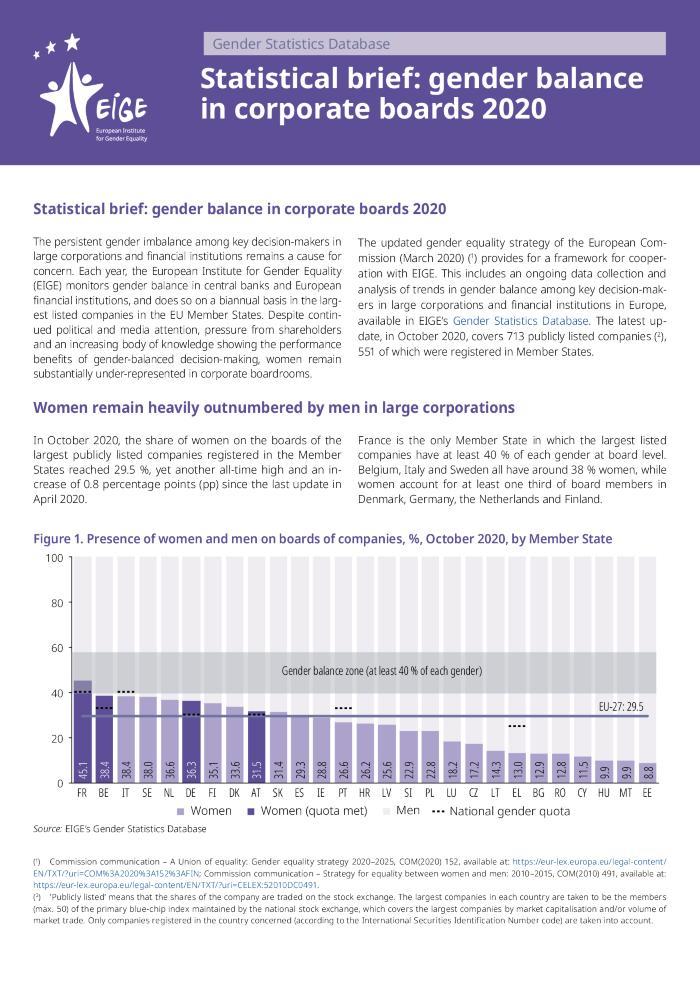 Gender Statistics Database
Statistical brief: gender balance
in corporate boards 2020
EIGE
European Institute
for Gender Equality
Statistical brief: gender balance in corporate boards 2020
The persistent gender imbalance among key decision-makers in
large corporations and financial institutions remains a cause for
concern. Each year, the European Institute for Gender Equality
(EIGE) monitors gender balance in central banks and European
financial institutions, and does so on a biannual basis in the larg-
est listed companies in the EU Member States. Despite contin-
ued political and media attention, pressure from shareholders
and an increasing body of knowledge showing the performance
benefits of gender-balanced decision-making, women remain
substantially under-represented in corporate boardrooms.
The updated gender equality strategy of the European Com-
mission (March 2020) (¹) provides for a framework for cooper-
ation with EIGE. This includes an ongoing data collection and
analysis of trends in gender balance among key decision-mak-
ers in large corporations and financial institutions in Europe,
available in EIGE's Gender Statistics Database. The latest up-
date, in October 2020, covers 713 publicly listed companies (²),
551 of which were registered in Member States.
Women remain heavily outnumbered by men in large corporations
In October 2020, the share of women on the boards of the
largest publicly listed companies registered in the Member
States reached 29.5 %, yet another all-time high and an in-
crease of 0.8 percentage points (pp) since the last update in
April 2020.
France is the only Member State in which the largest listed
companies have at least 40 % of each gender at board level.
Belgium, Italy and Sweden all have around 38 % women, while
women account for at least one third of board members in
Denmark, Germany, the Netherlands and Finland.
Figure 1. Presence of women and men on boards of companies, %, October 2020, by Member State
100
80
60
40
20
0
Gender balance zone (at least 40 % of each gender)
EU-27: 29.5
45.1 38.4 38.4 38.0 36.6 36.3 35.1 33.6 31.5 31.4 29.3 28.8 26.6 26.2 25.6 22.9 22.8 18.2 17.2 14.3 13.0 12.9 12.8 11.5 9.9 9.9 8.8
FR BE IT SE NL DE FI DK AT SK ES IE PT HR LV SI PL LU CZ LT EL BG RO CY HU MT EE
Women Women (quota met) Men National gender quota
Source: EIGE's Gender Statistics Database
(¹) Commission communication – A Union of equality: Gender equality strategy 2020–2025, COM(2020) 152, available at: https://eur-lex.europa.eu/legal-content/
EN/TXT/?uri=COM%3A2020%3A152%3AFIN; Commission communication – Strategy for equality between women and men: 2010–2015, COM(2010) 491, available at:
https://eur-lex.europa.eu/legal-content/EN/TXT/?uri=CELEX:52010DC0491.
(²) 'Publicly listed' means that the shares of the company are traded on the stock exchange. The largest companies in each country are taken to be the members
(max. 50) of the primary blue-chip index maintained by the national stock exchange, which covers the largest companies by market capitalisation and/or volume of
market trade. Only companies registered in the country concerned (according to the International Securities Identification Number code) are taken into account.